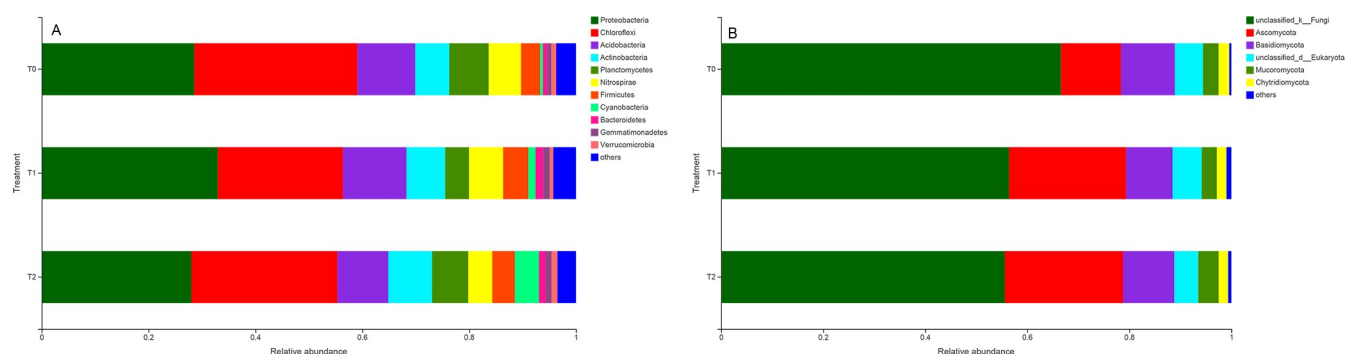 A
T0
T1
T2
Treatment
0
0.2
0.4
0.6
0.8
1
Relative abundance
Proteobacteria
Chloroflexi
Acidobacteria
Actinobacteria
Planctomycetes
Nitrospirae
Firmicutes
Cyanobacteria
Bacteroidetes
Gemmatimonadetes
Verrucomicrobia
others
B
T0
T1
T2
Treatment
0
0.2
0.4
0.6
0.8
1
Relative abundance
unclassified_k__Fungi
Ascomycota
Basidiomycota
unclassified_d__Eukaryota
Mucoromycota
Chytridiomycota
others